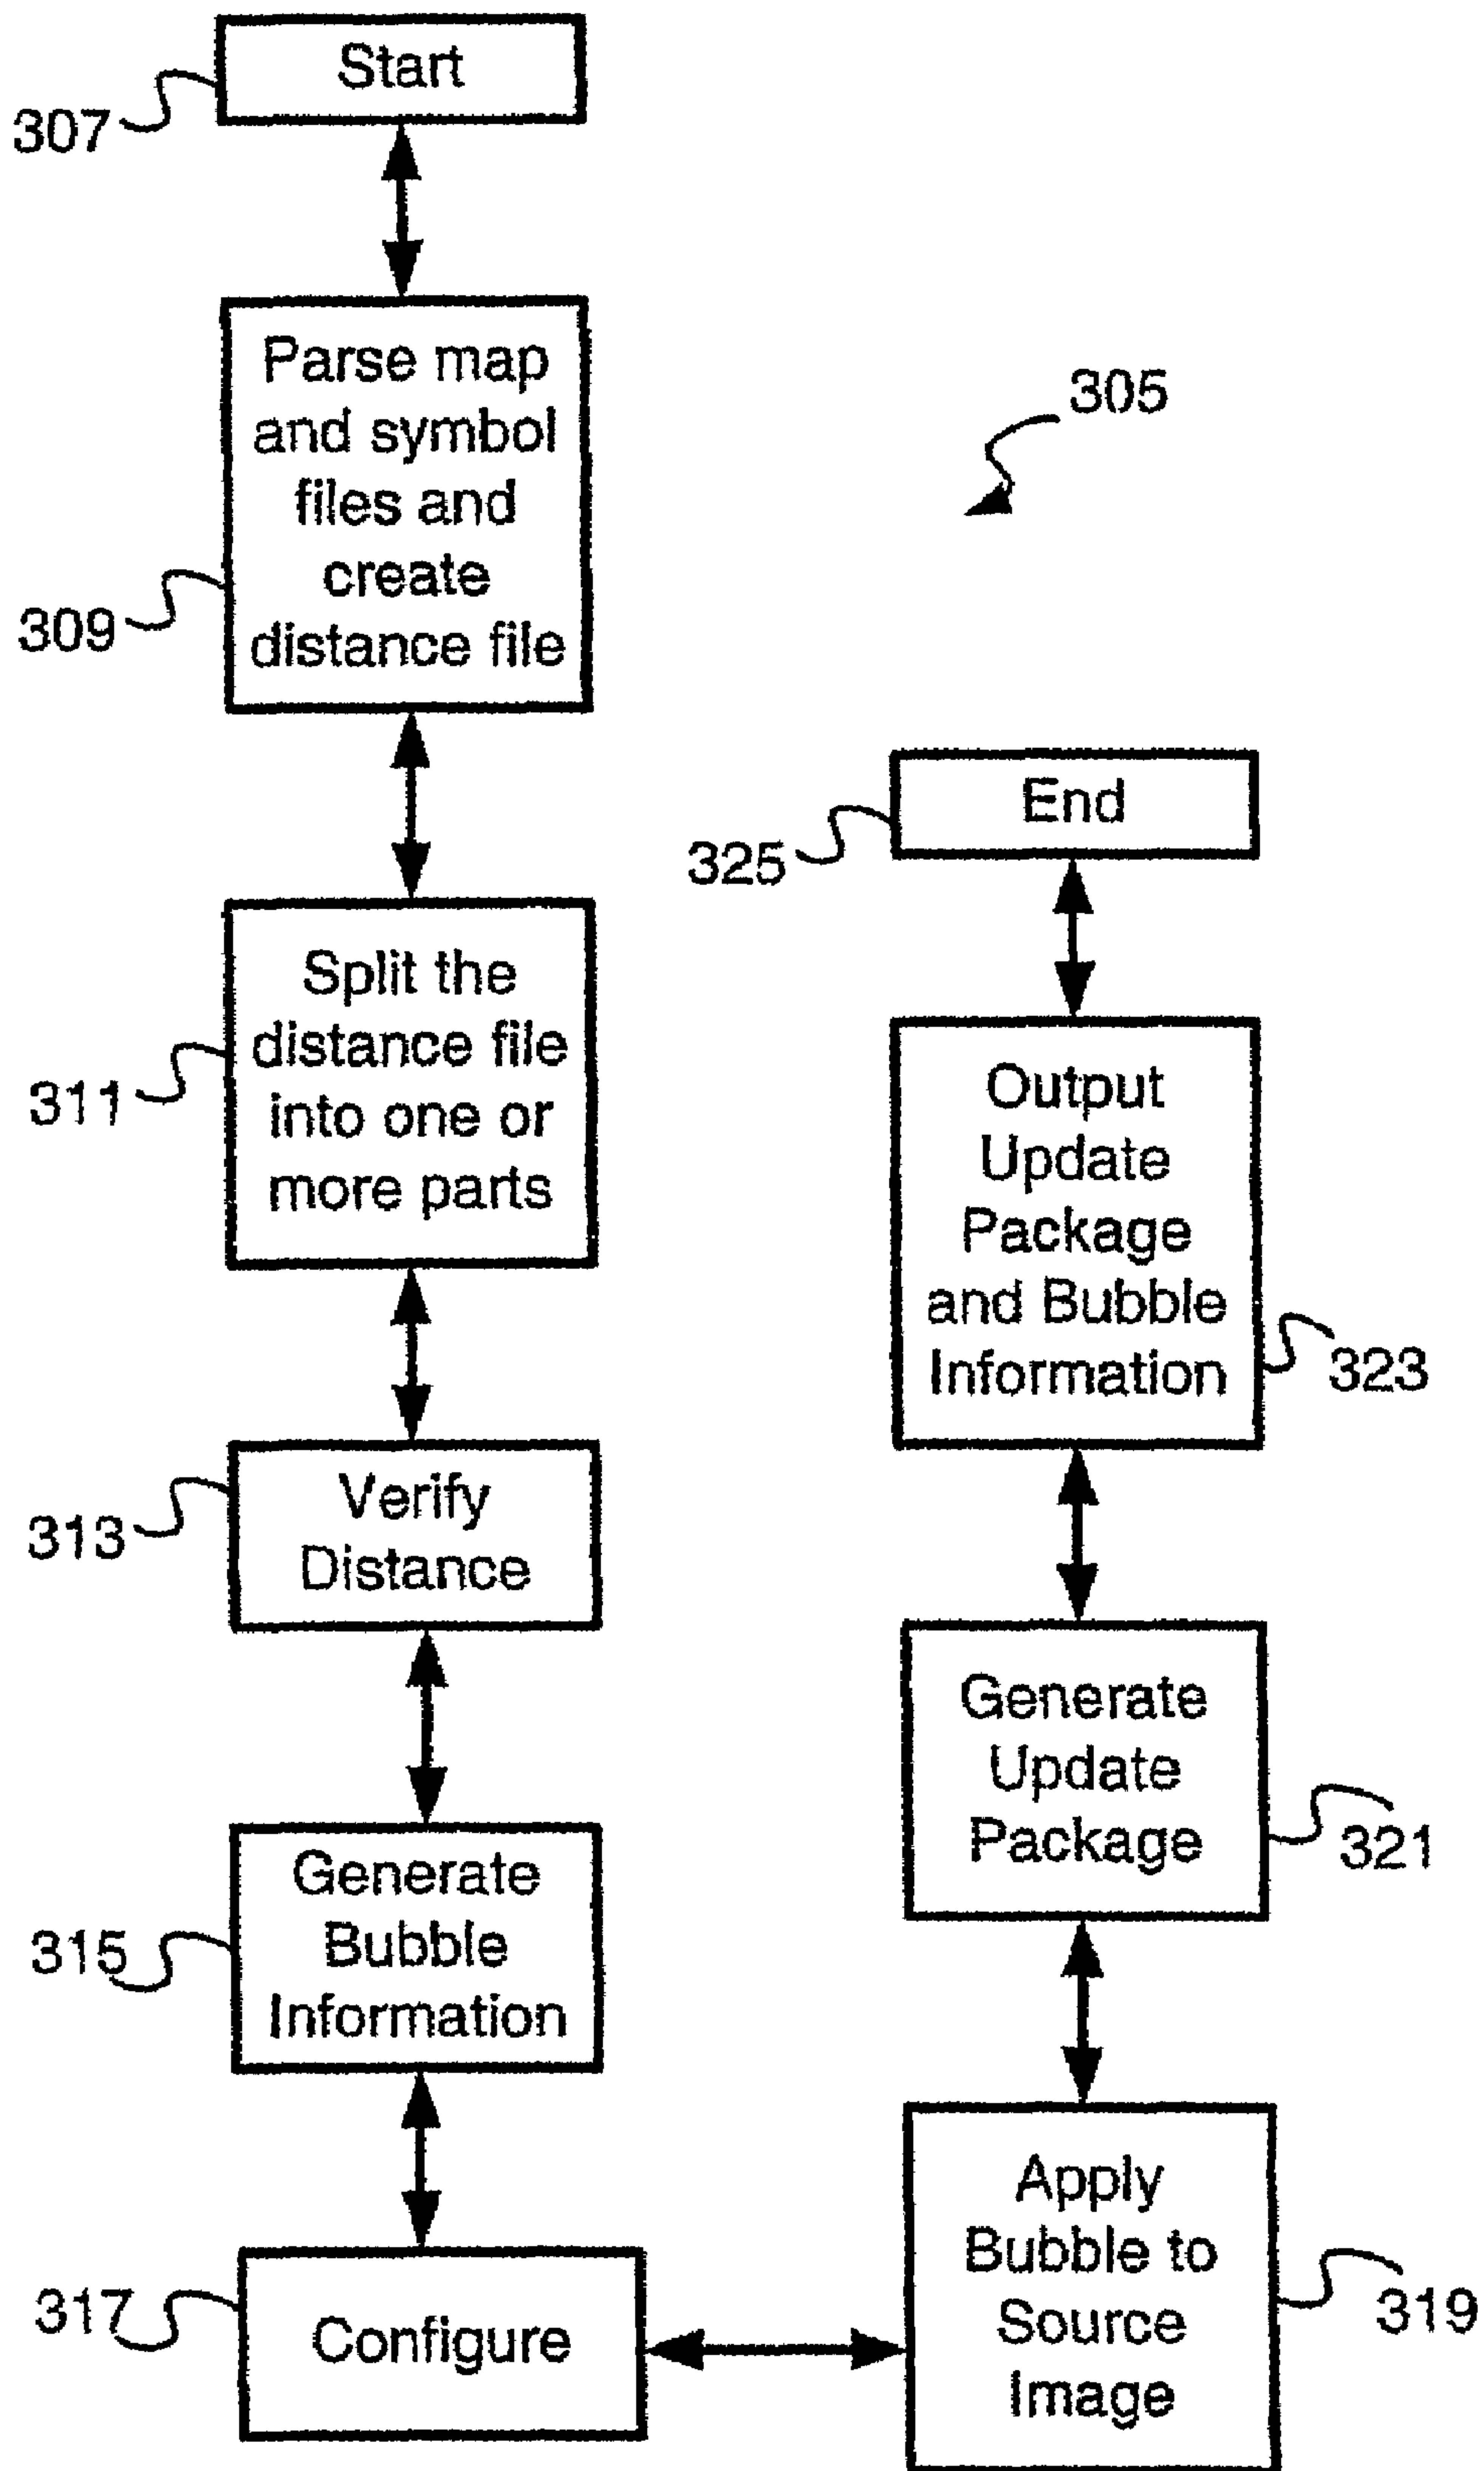 Start
307
Parse map
and symbol
files and
create
distance file
309
305
Split the
distance file
into one or
more parts
311
Verify
Distance
313
Generate
Bubble
Information
315
Configure
317
Apply
Bubble to
Source
Image
319
Generate
Update
Package
321
Output
Update
Package
and Bubble
Information
323
End
325